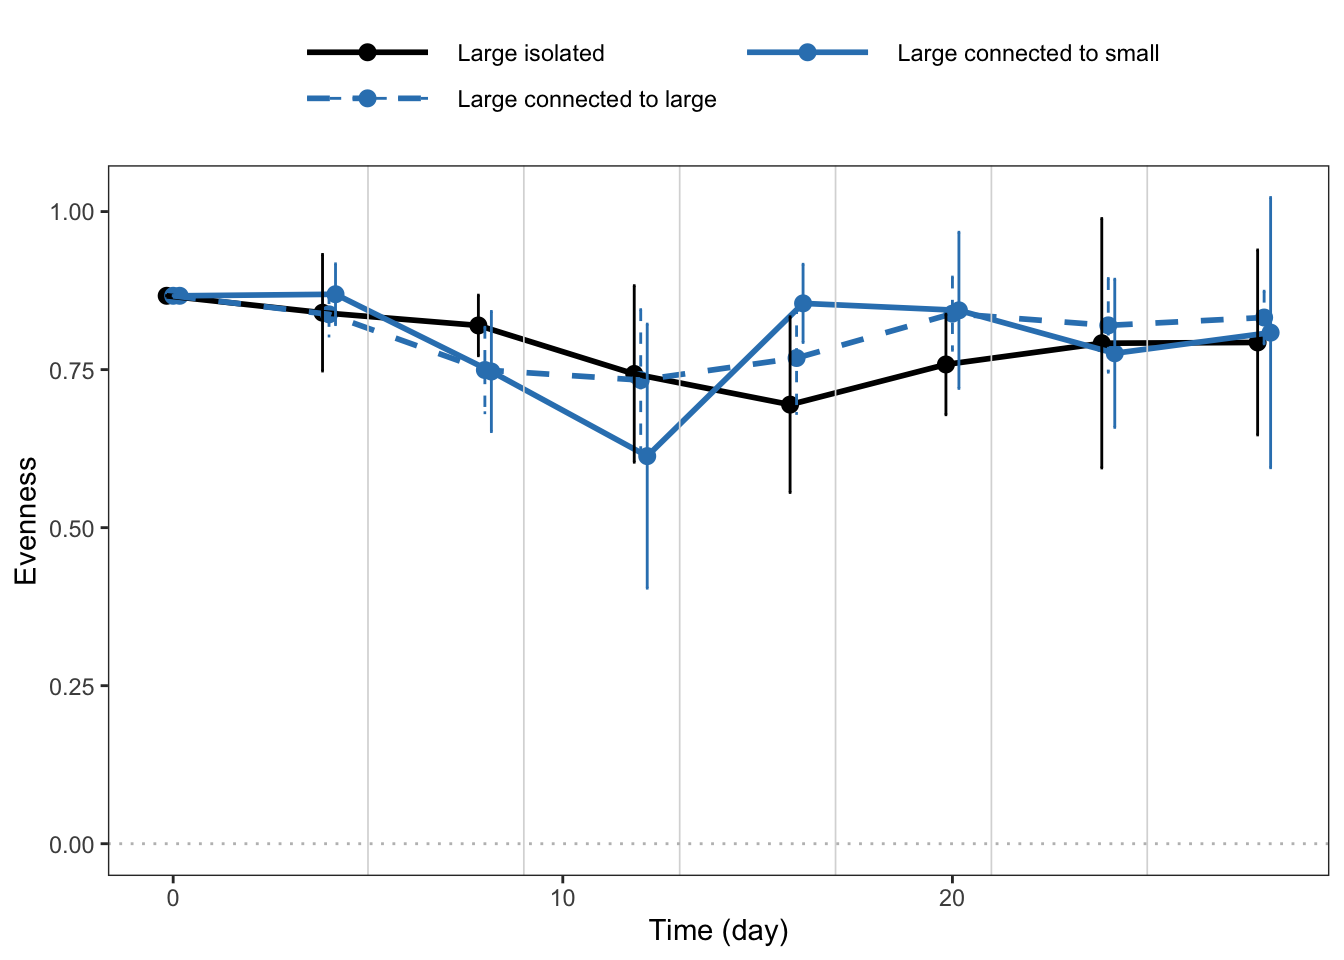 Large isolated
Large connected to small
Large connected to large
1.00
0.75
0.50
0.25
0.00
Evenness
0
10
20
Time (day)